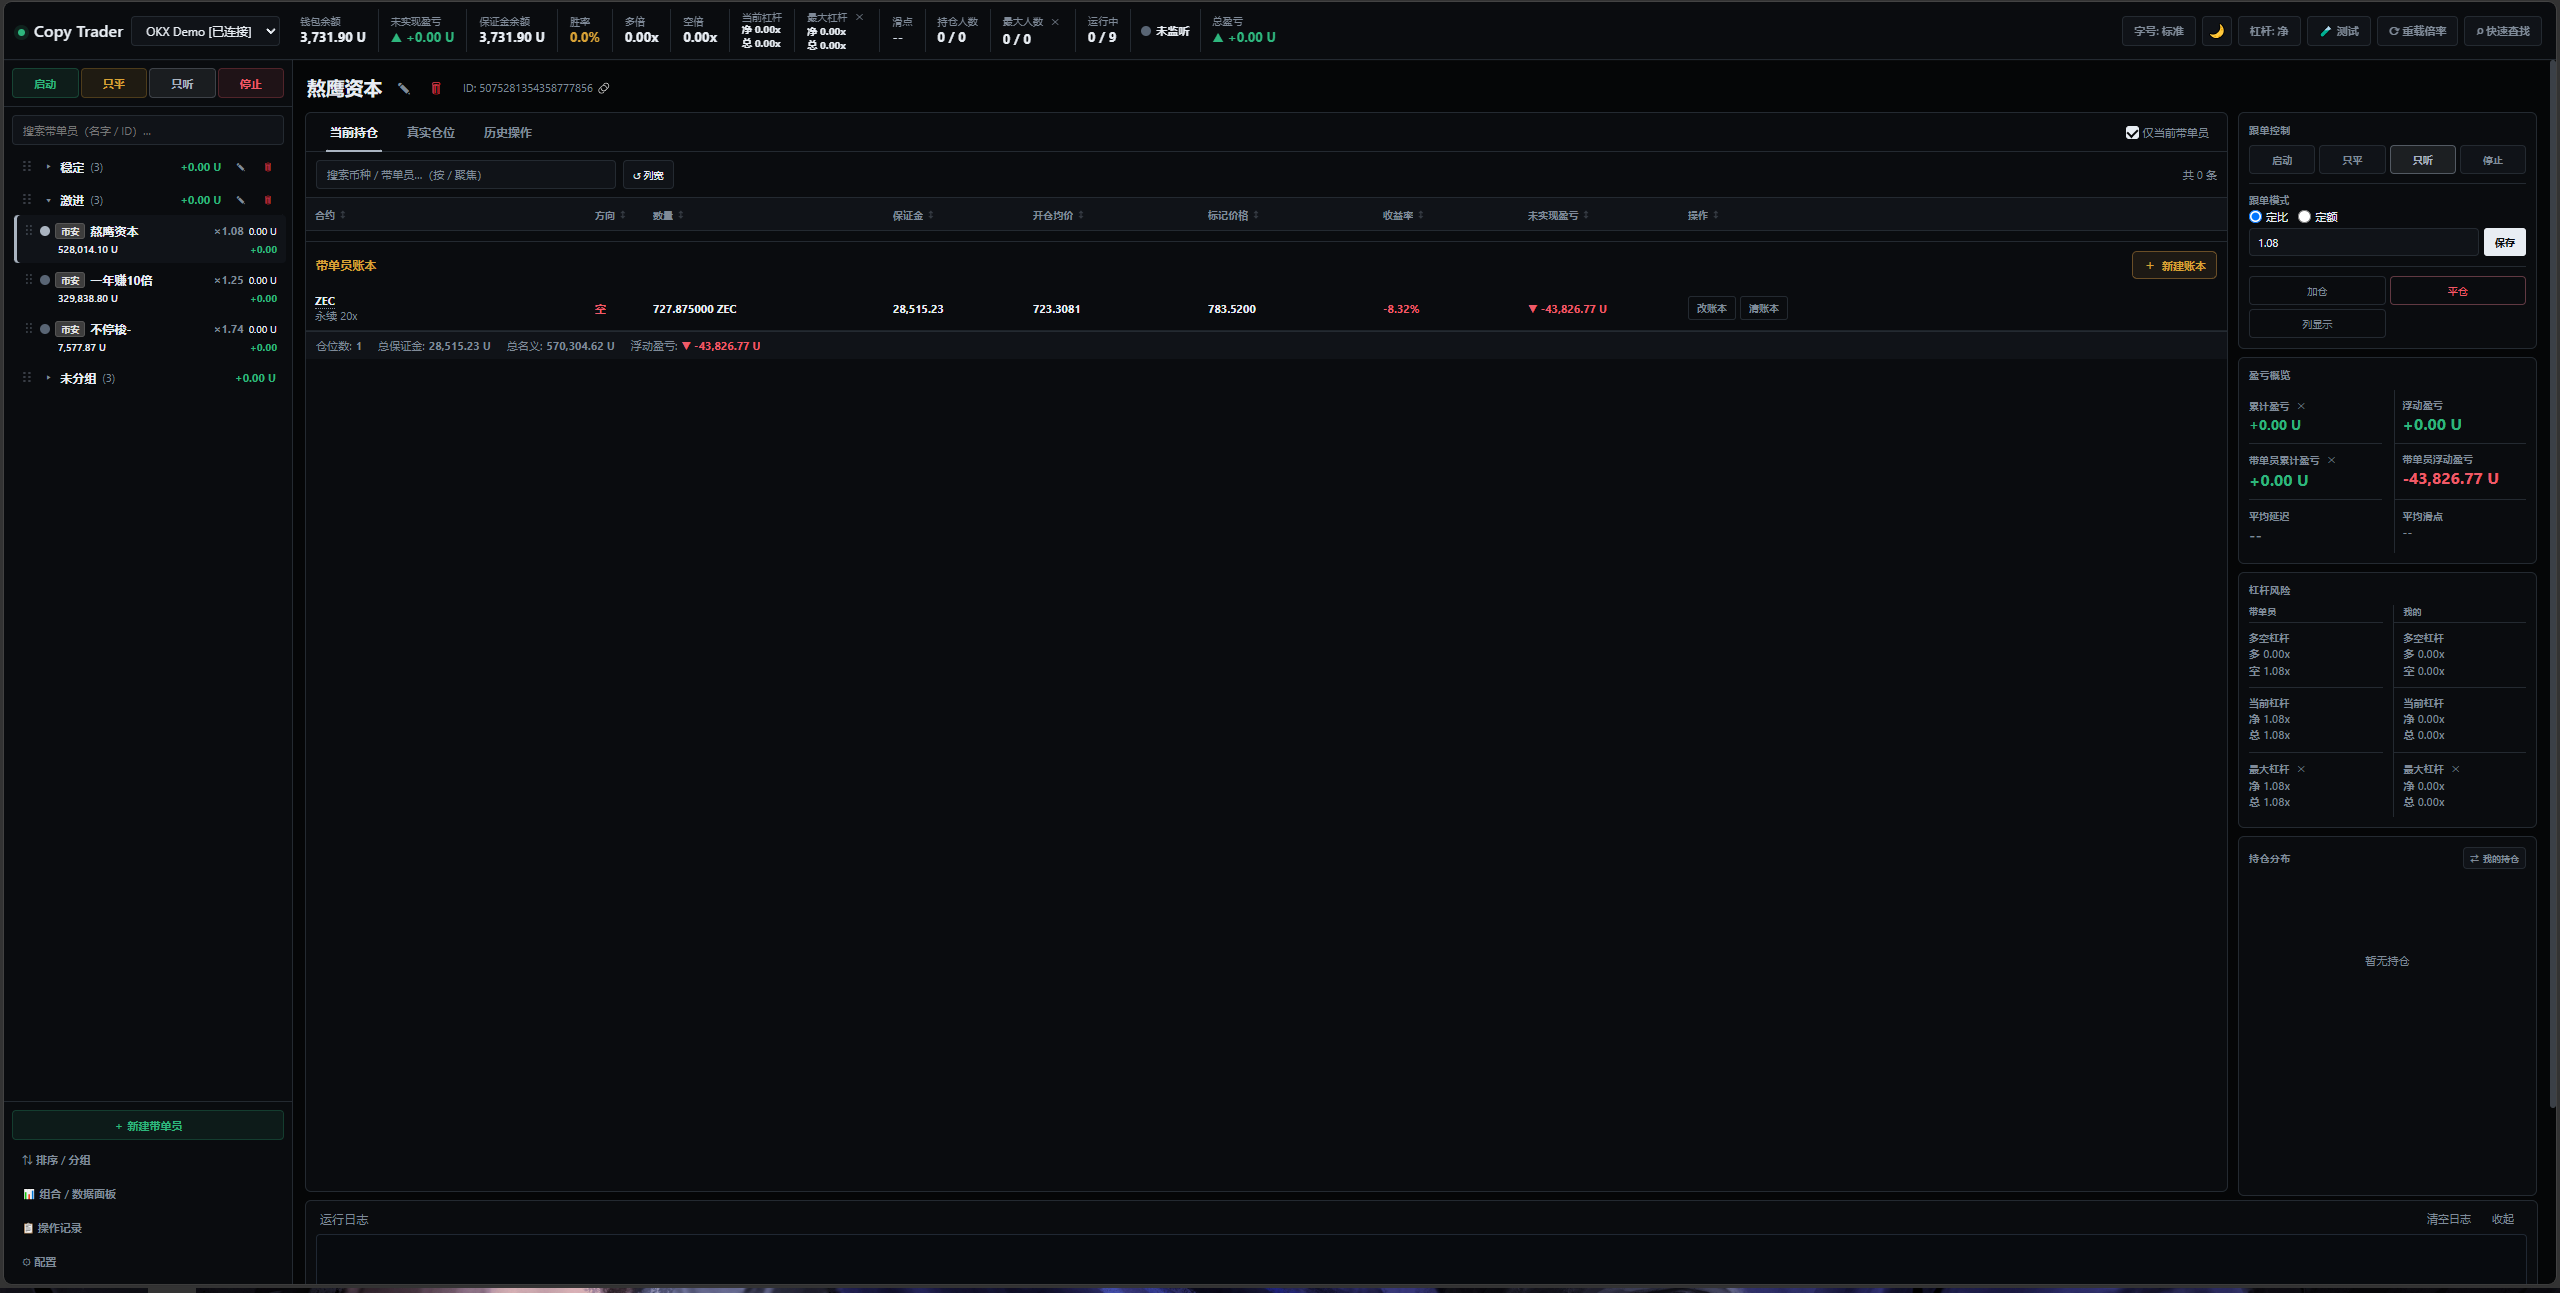 Copy Trader
OKX Demo [已连接]
钱包余额
3,731.90 U
未实现盈亏
▲ +0.00 U
保证金余额
3,731.90 U
胜率
0.0%
多倍
0.00x
空倍
0.00x
当前杠杆
净 0.00x
总 0.00x
最大杠杆 ×
净 0.00x
总 0.00x
滑点
--
持仓人数
0 / 0
最大人数 ×
0 / 0
运行中
0 / 9
未监听
总盈亏
▲ +0.00 U
字号: 标准
杠杆: 净
测试
重载倍率
快速查找
启动
只平
只听
停止
搜索带单员（名字 / ID）...
稳定 (3) +0.00 U
激进 (3) +0.00 U
币安 熬鹰资本 ×1.08 0.00 U
528,014.10 U +0.00
币安 一年赚10倍 ×1.25 0.00 U
329,838.80 U +0.00
币安 不停梭- ×1.74 0.00 U
7,577.87 U +0.00
未分组 (3) +0.00 U
+ 新建带单员
排序 / 分组
组合 / 数据面板
操作记录
配置
熬鹰资本
ID: 5075281354358777856
当前持仓 真实仓位 历史操作
仅当前带单员
搜索币种 / 带单员...（按 / 聚焦）
↺ 列宽
共 0 条
合约 方向 数量 保证金 开仓均价 标记价格 收益率 未实现盈亏 操作
带单员账本
+ 新建账本
ZEC
永续 20x
空 727.875000 ZEC 28,515.23 723.3081 783.5200 -8.32% ▼ -43,826.77 U 改账本 清账本
仓位数: 1 总保证金: 28,515.23 U 总名义: 570,304.62 U 浮动盈亏: ▼ -43,826.77 U
跟单控制
启动 只平 只听 停止
跟单模式
定比 定额
1.08
保存
加仓 平仓
列显示
盈亏概览
累计盈亏 ×
+0.00 U
浮动盈亏
+0.00 U
带单员累计盈亏 ×
+0.00 U
带单员浮动盈亏
-43,826.77 U
平均延迟
--
平均滑点
--
杠杆风险
带单员
多空杠杆
多 0.00x
空 1.08x
当前杠杆
净 1.08x
总 1.08x
最大杠杆 ×
净 1.08x
总 1.08x
我的
多空杠杆
多 0.00x
空 0.00x
当前杠杆
净 0.00x
总 0.00x
最大杠杆 ×
净 0.00x
总 0.00x
持仓分布
⇄ 我的持仓
暂无持仓
运行日志
清空日志 收起